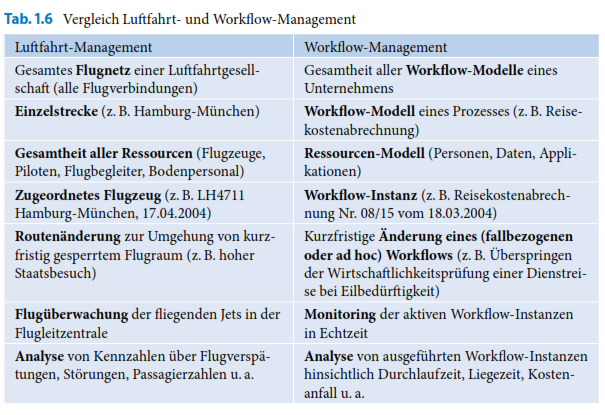 Tab. 1.6 Vergleich Luftfahrt- und Workflow-Management
Luftfahrt-Management
Workflow-Management
Gesamtes Flugnetz einer Luftfahrtgesell-
schaft (alle Flugverbindungen)
Gesamtheit aller Workflow-Modelle eines
Unternehmens
Einzelstrecke (z. B. Hamburg-München)
Workflow-Modell eines Prozesses (z. B. Reise-
kostenabrechnung)
Gesamtheit aller Ressourcen (Flugzeuge,
Piloten, Flugbegleiter, Bodenpersonal)
Ressourcen-Modell (Personen, Daten, Appli-
kationen)
Zugeordnetes Flugzeug (z. B. LH4711
Hamburg-München, 17.04.2004)
Workflow-Instanz (z. B. Reisekostenabrech-
nung Nr. 08/15 vom 18.03.2004)
Routenänderung zur Umgehung von kurz-
fristig gesperrtem Flugraum (z. B. hoher
Staatsbesuch)
Kurzfristige Änderung eines (fallbezogenen
oder ad hoc) Workflows (z. B. Überspringen
der Wirtschaftlichkeitsprüfung einer Dienstrei-
se bei Eilbedürftigkeit)
Flugüberwachung der fliegenden Jets in der
Flugleitzentrale
Monitoring der aktiven Workflow-Instanzen
in Echtzeit
Analyse von Kennzahlen über Flugverspä-
tungen, Störungen, Passagierzahlen u. a.
Analyse von ausgeführten Workflow-Instanzen
hinsichtlich Durchlaufzeit, Liegezeit, Kosten-
anfall u. a.